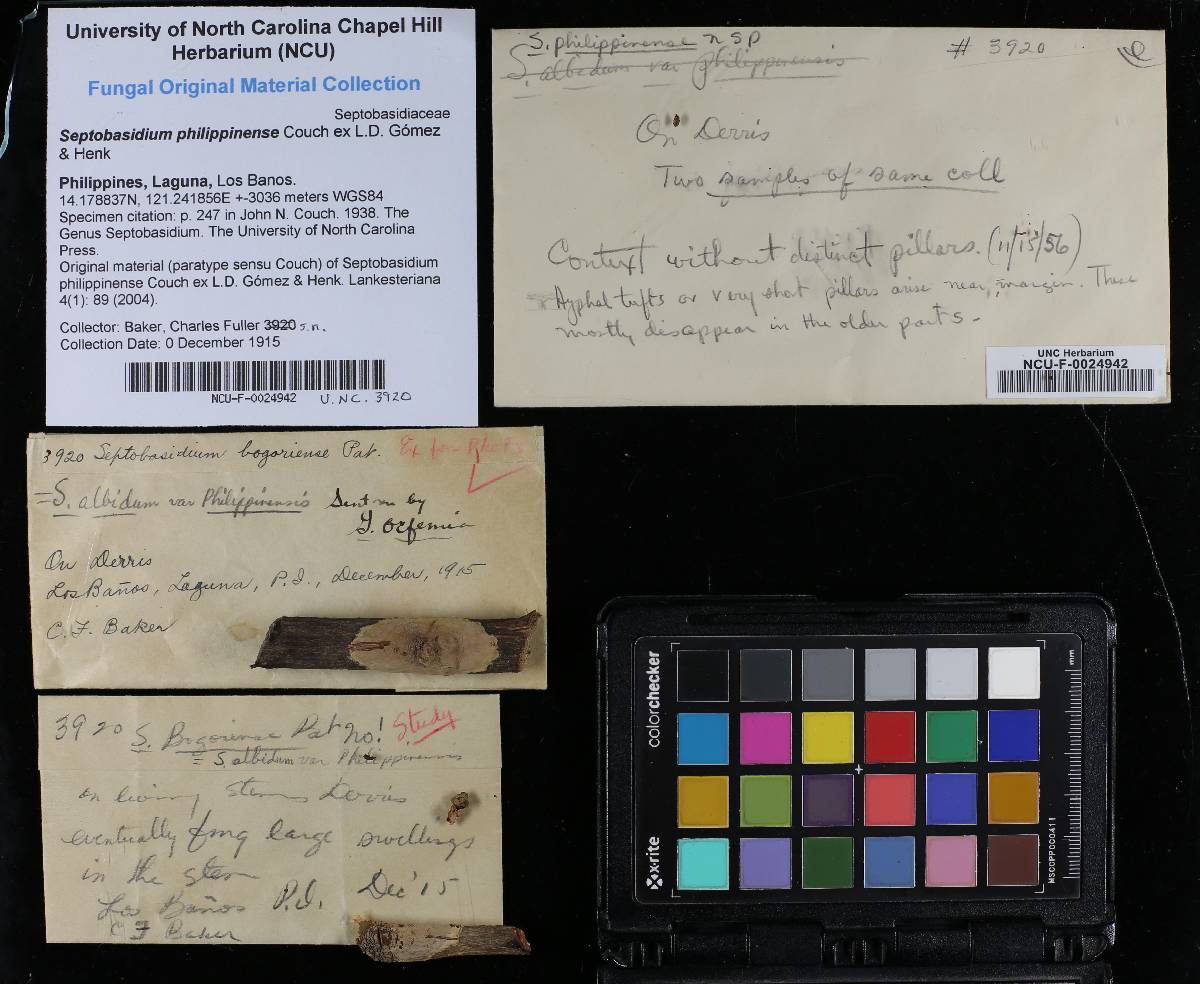 University of North Carolina Chapel Hill
Herbarium (NCU)
Fungal Original Material Collection
Septobasidiaceae
Septobasidium philippinense Couch ex L.D. Gómez
& Henk
Philippines, Laguna, Los Banos.
14.178837N, 121.241856E +-3036 meters WGS84
Specimen citation: p. 247 in John N. Couch. 1938. The
Genus Septobasidium. The University of North Carolina
Press.
Original material (paratype sensu Couch) of Septobasidium
philippinense Couch ex L.D. Gómez & Henk. Lankesteriana
4(1): 89 (2004).
Collector: Baker, Charles Fuller 3920 s.n.
Collection Date: 0 December 1915
NCU-F-0024942 U.N.C. 3920
S. philippinense n sp # 3920
S. albidum var philippinensis
On Derris
Two samples of same coll
Context without distinct pillars. (11/15/56)
Hyphal tufts or very short pillars arise near margin. These
mostly disappear in the older parts.
UNC Herbarium
NCU-F-0024942
3920 Septobasidium bogoriense Pat. Ex for
=S. albidum var Philippinensis Sent me by
On Derris
Los Baños, Laguna, P.I., December, 1915
C. F. Baker
3920 S. Bogoriense Pat No! Study
= S albidum var Philippinensis
on living stems Derris
eventually fmg large swellings
in the stem
Los Baños P.I. Dec '15
C F Baker
colorchecker
x-rite
mm
MSCCPP000411